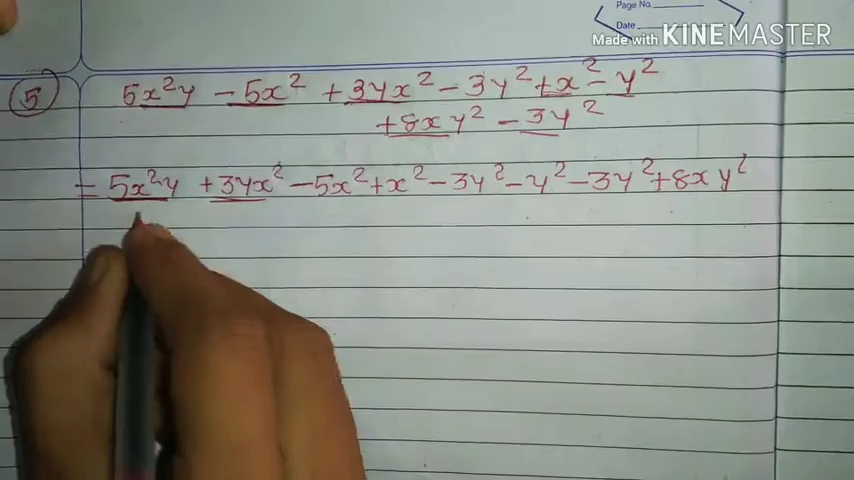 Page No.
Date
Made with KINEMASTER
5 5x²y - 5x² + 3yx² - 3y² + x² - y²
+ 8xy² - 3y²
= 5x²y + 3yx² - 5x² + x² - 3y² - y² - 3y² + 8xy²